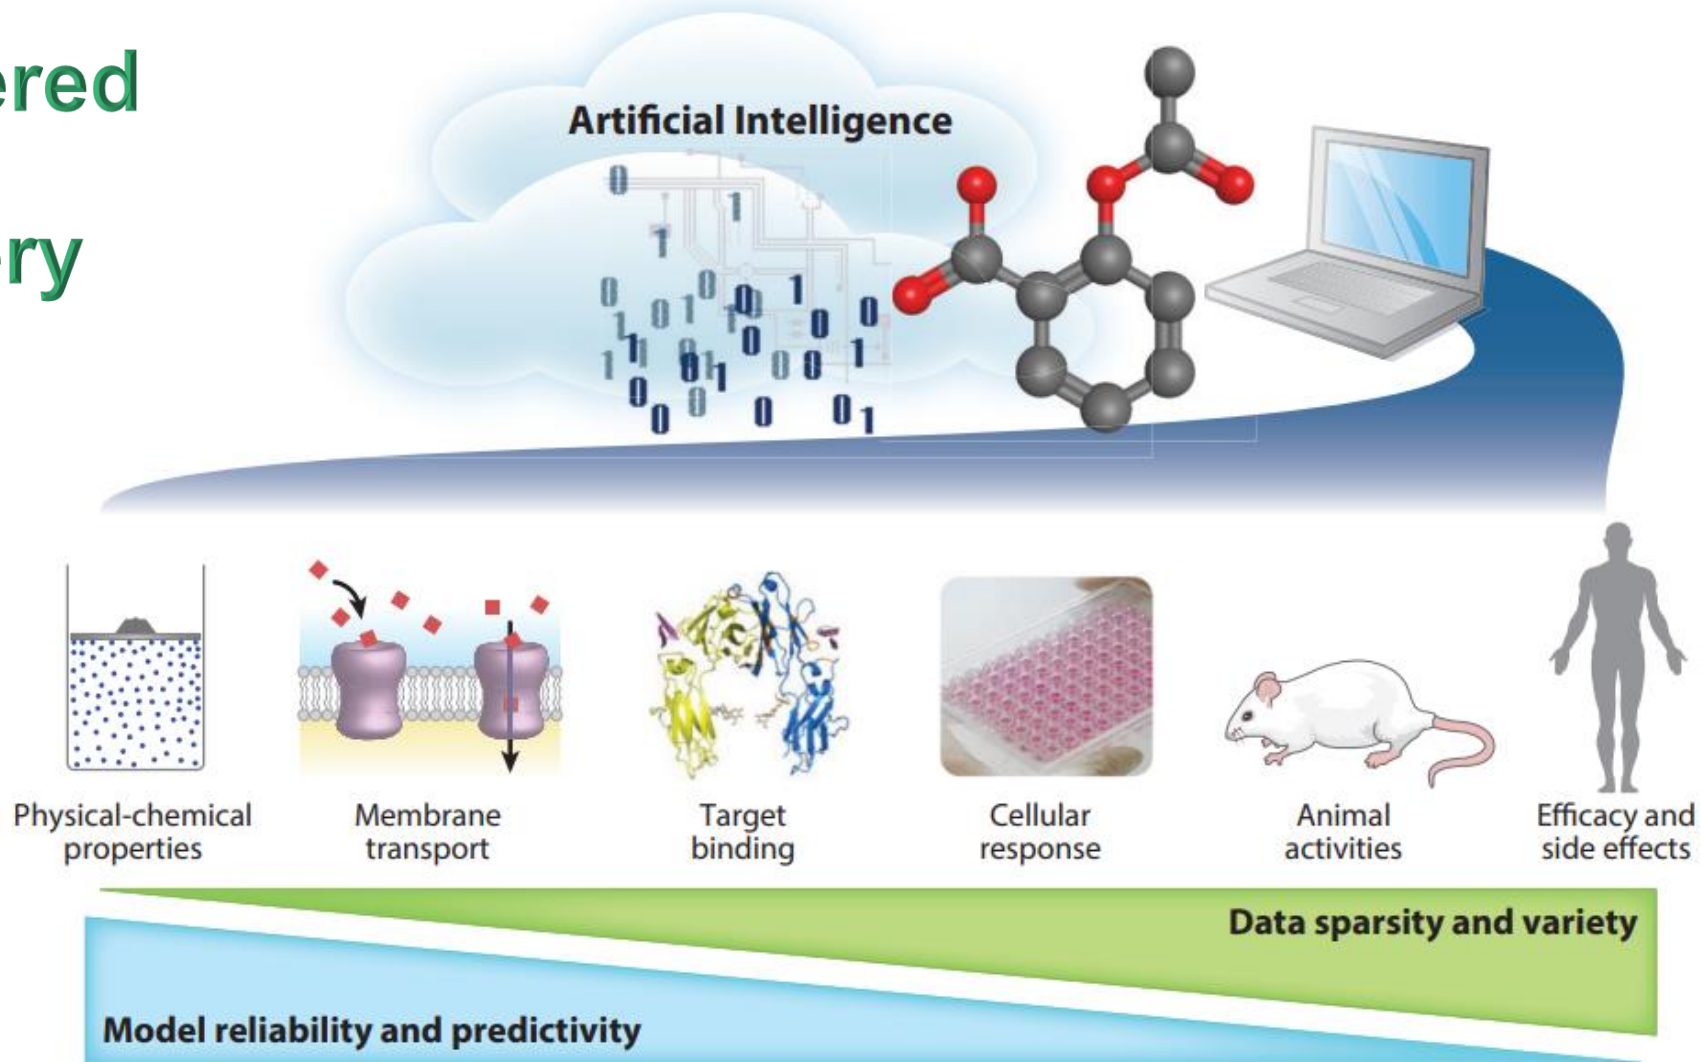 ered
ery
Artificial Intelligence
Physical-chemical
properties
Membrane
transport
Target
binding
Cellular
response
Animal
activities
Efficacy and
side effects
Data sparsity and variety
Model reliability and predictivity